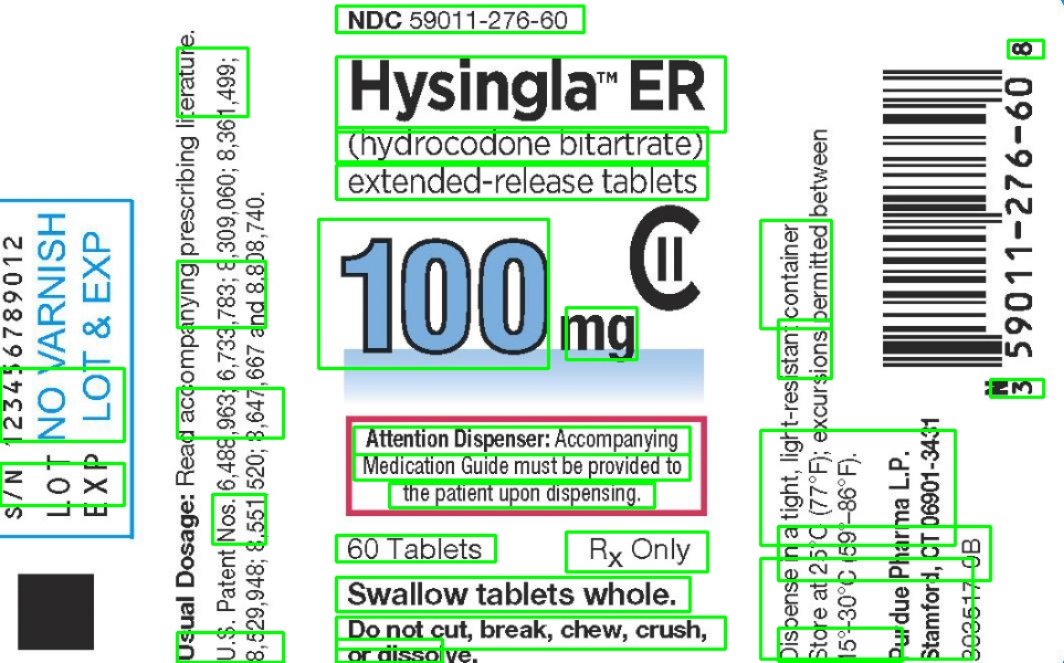 S/N 123456789012
LOT NO VARNISH
EXP LOT & EXP
Usual Dosage: Read accompanying prescribing literature.
U.S. Patent Nos. 6,488,963; 6,733,783; 8,309,060; 8,361,499;
8,529,948; 8,551,520; 8,647,667 and 8,808,740.
NDC 59011-276-60
Hysingla™ ER
(hydrocodone bitartrate)
extended-release tablets
100 mg
CII
Attention Dispenser: Accompanying
Medication Guide must be provided to
the patient upon dispensing.
60 Tablets
Rx Only
Swallow tablets whole.
Do not cut, break, chew, crush,
or dissolve.
Dispense in a tight, light-resistant container
Store at 25°C (77°F); excursions permitted between
15°–30°C (59°–86°F).
Purdue Pharma L.P.
Stamford, CT 06901-3431
303517-0B
N
3 59011-276-60 8